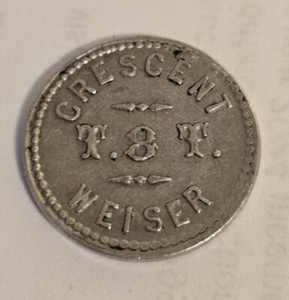 CRESCENT
T. & T.
WEISER